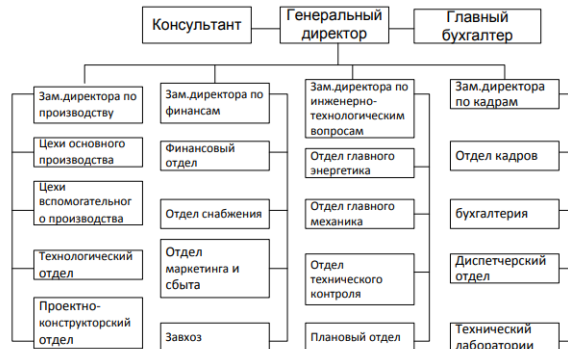 Консультант
Генеральный
директор
Главный
бухгалтер
Зам.директора по
производству
Зам.директора по
финансам
Зам.директора по
инженерно-
технологическим
вопросам
Зам.директора
по кадрам
Цехи основного
производства
Финансовый
отдел
Отдел главного
энергетика
Отдел кадров
Цехи
вспомогательног
о производства
Отдел снабжения
Отдел главного
механика
бухгалтерия
Технологический
отдел
Отдел
маркетинга и
сбыта
Отдел
технического
контроля
Диспетчерский
отдел
Проектно-
конструкторский
отдел
Завхоз
Плановый отдел
Технический
лаборатории